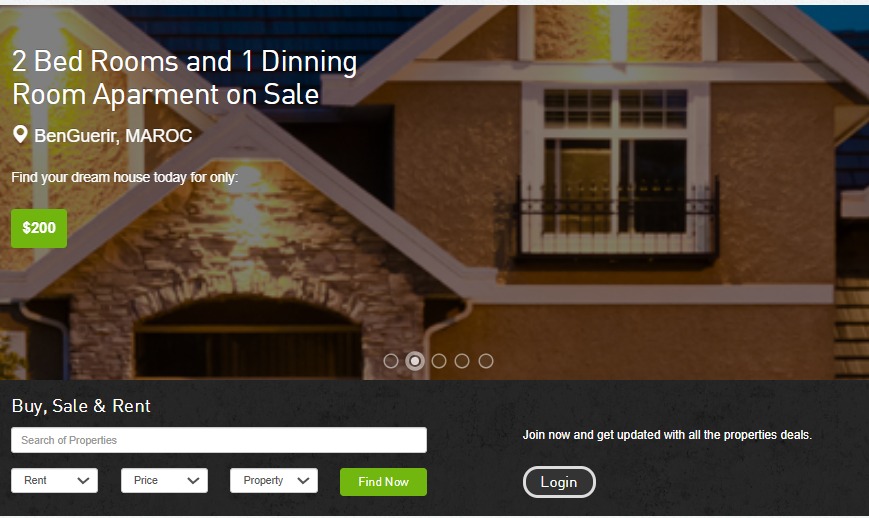 2 Bed Rooms and 1 Dinning
Room Aparment on Sale
BenGuerir, MAROC
Find your dream house today for only:
$200
Buy, Sale & Rent
Search of Properties
Join now and get updated with all the properties deals.
Rent
Price
Property
Find Now
Login